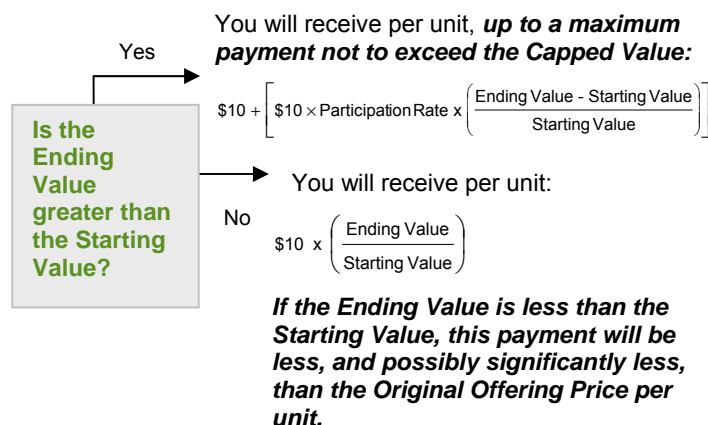 You will receive per unit, up to a maximum
payment not to exceed the Capped Value:
Yes
$10 + [ $10 × Participation Rate x ( Ending Value - Starting Value / Starting Value ) ]
Is the
Ending
Value
greater than
the Starting
Value?
You will receive per unit:
No
$10 x ( Ending Value / Starting Value )
If the Ending Value is less than the
Starting Value, this payment will be
less, and possibly significantly less,
than the Original Offering Price per
unit.